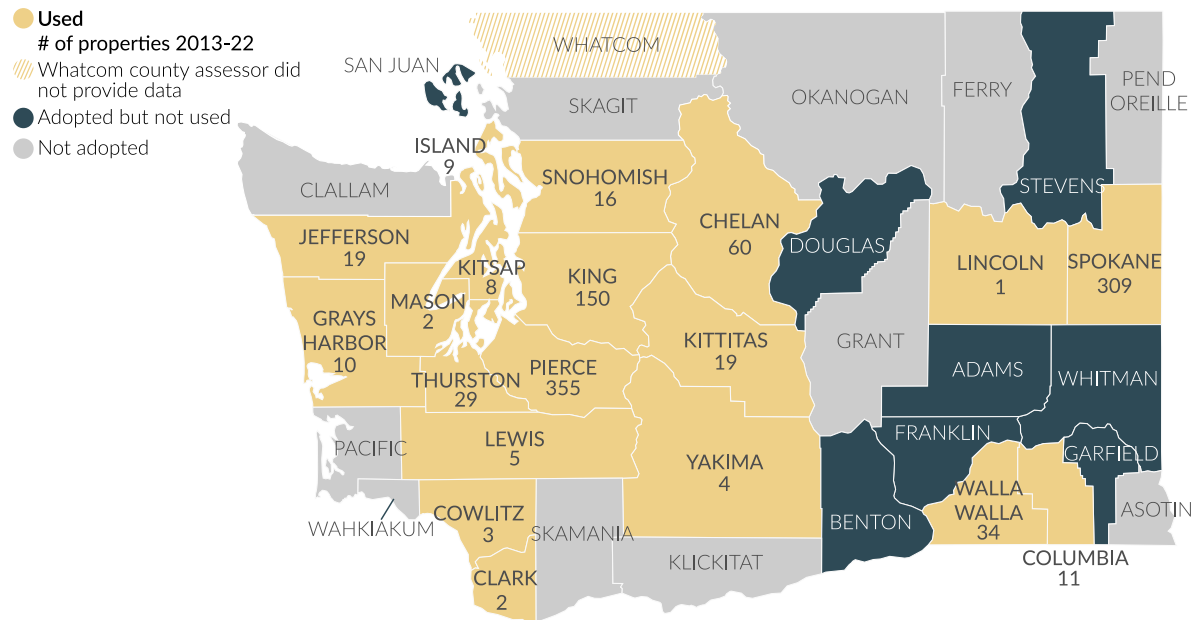 Used
# of properties 2013-22
Whatcom county assessor did
not provide data
Adopted but not used
Not adopted
WHATCOM
SAN JUAN
SKAGIT
OKANOGAN
FERRY
PEND
OREILLE
ISLAND
9
CLALLAM
SNOHOMISH
16
STEVENS
CHELAN
60
DOUGLAS
JEFFERSON
19
KITSAP
8
KING
150
LINCOLN
1
SPOKANE
309
MASON
2
GRAYS
HARBOR
10
KITTITAS
19
GRANT
THURSTON
29
PIERCE
355
ADAMS
WHITMAN
PACIFIC
LEWIS
5
YAKIMA
4
FRANKLIN
GARFIELD
WAHKIAKUM
COWLITZ
3
SKAMANIA
BENTON
WALLA
WALLA
34
ASOTIN
KLICKITAT
COLUMBIA
11
CLARK
2